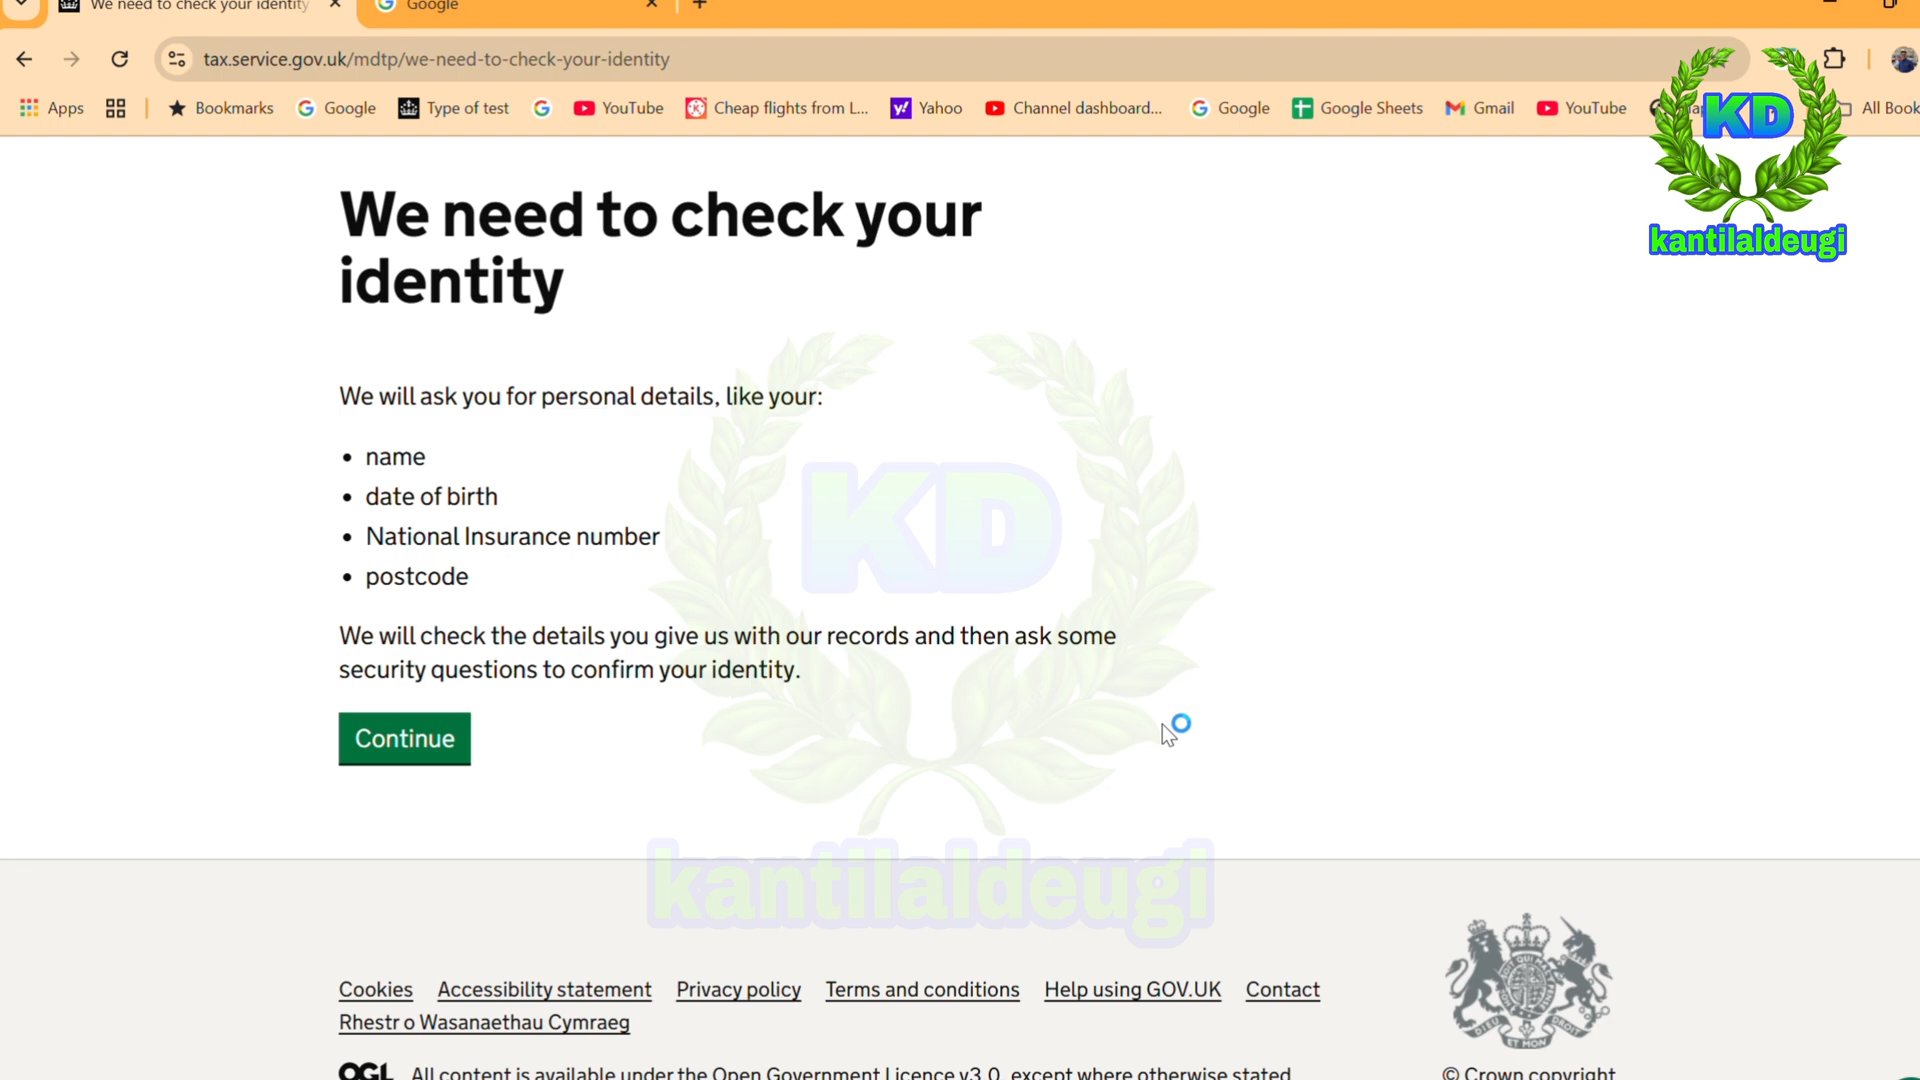 We need to check your identity
Google
tax.service.gov.uk/mdtp/we-need-to-check-your-identity
Apps
Bookmarks
Google
Type of test
YouTube
Cheap flights from L...
Yahoo
Channel dashboard...
Google
Google Sheets
Gmail
YouTube
All Book
KD
kantilaldeugi
We need to check your
identity
We will ask you for personal details, like your:
• name
• date of birth
• National Insurance number
• postcode
We will check the details you give us with our records and then ask some
security questions to confirm your identity.
Continue
KD
kantilaldeugi
Cookies
Accessibility statement
Privacy policy
Terms and conditions
Help using GOV.UK
Contact
Rhestr o Wasanaethau Cymraeg
OGL
All content is available under the Open Government Licence v3.0, except where otherwise stated
© Crown copyright
DIEU ET MON DROIT